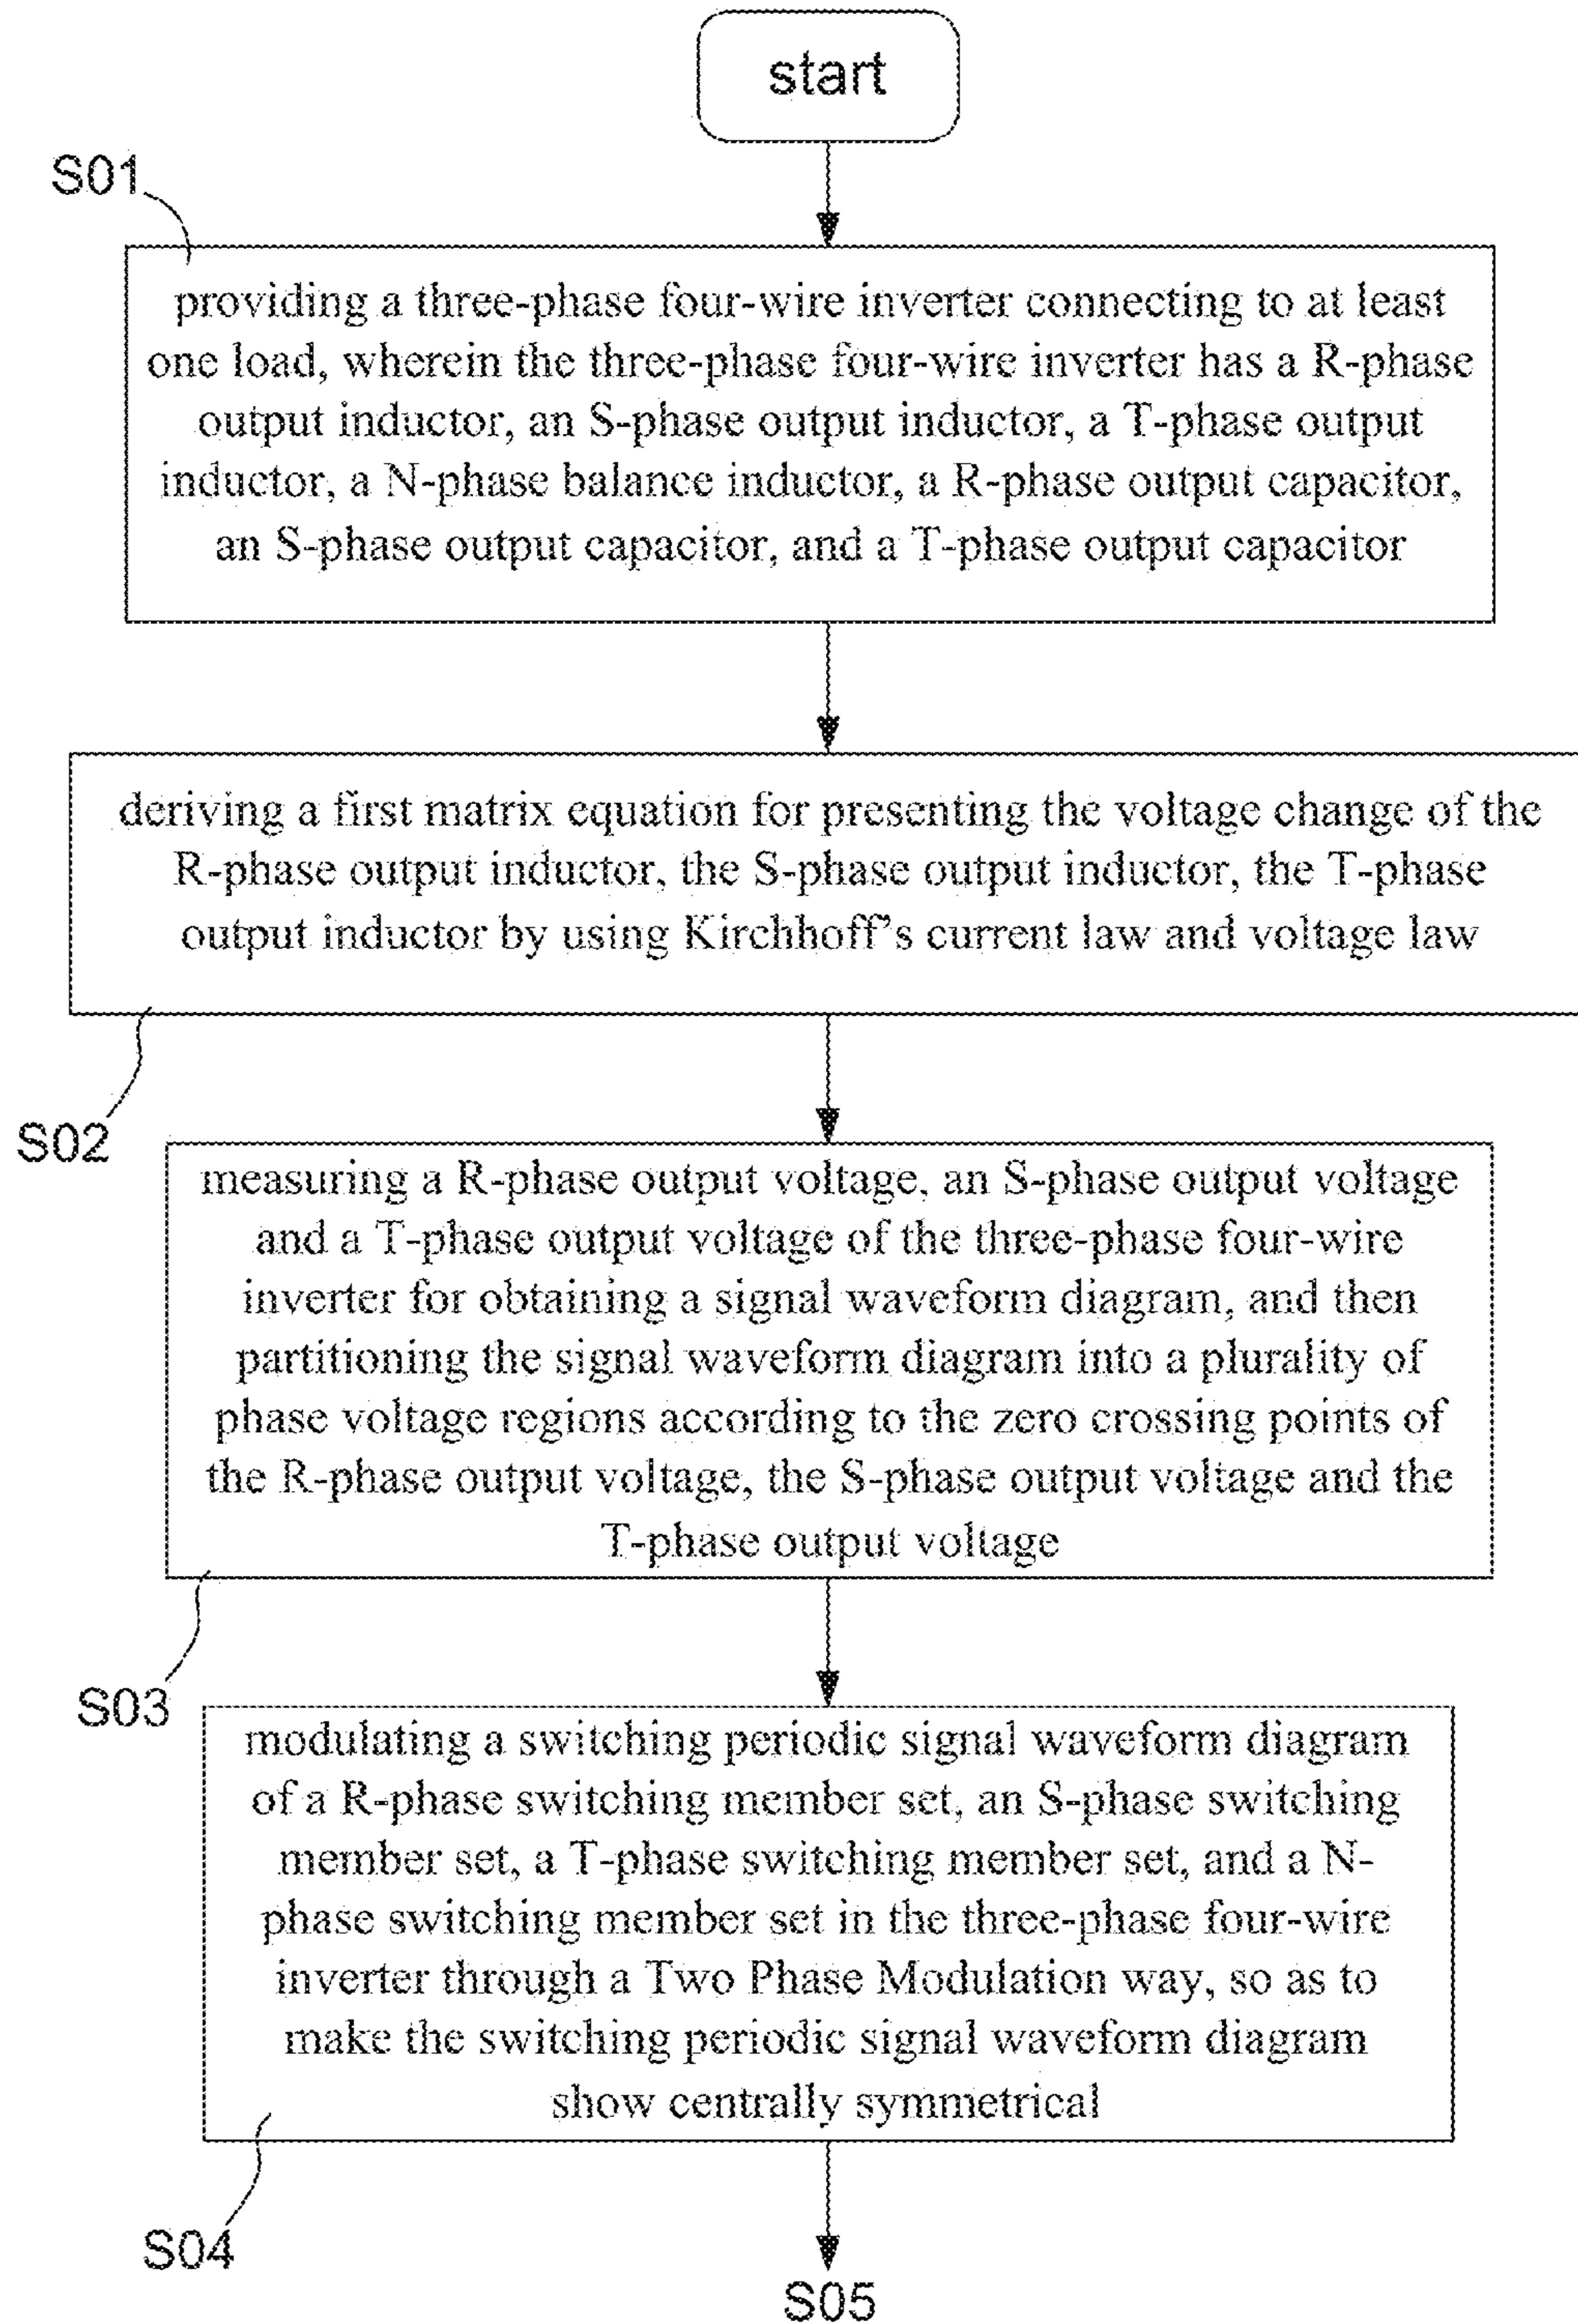 start
S01
providing a three-phase four-wire inverter connecting to at least
one load, wherein the three-phase four-wire inverter has a R-phase
output inductor, an S-phase output inductor, a T-phase output
inductor, a N-phase balance inductor, a R-phase output capacitor,
an S-phase output capacitor, and a T-phase output capacitor
deriving a first matrix equation for presenting the voltage change of the
R-phase output inductor, the S-phase output inductor, the T-phase
output inductor by using Kirchhoff's current law and voltage law
S02
measuring a R-phase output voltage, an S-phase output voltage
and a T-phase output voltage of the three-phase four-wire
inverter for obtaining a signal waveform diagram, and then
partitioning the signal waveform diagram into a plurality of
phase voltage regions according to the zero crossing points of
the R-phase output voltage, the S-phase output voltage and the
T-phase output voltage
S03
modulating a switching periodic signal waveform diagram
of a R-phase switching member set, an S-phase switching
member set, a T-phase switching member set, and a N-
phase switching member set in the three-phase four-wire
inverter through a Two Phase Modulation way, so as to
make the switching periodic signal waveform diagram
show centrally symmetrical
S04
S05